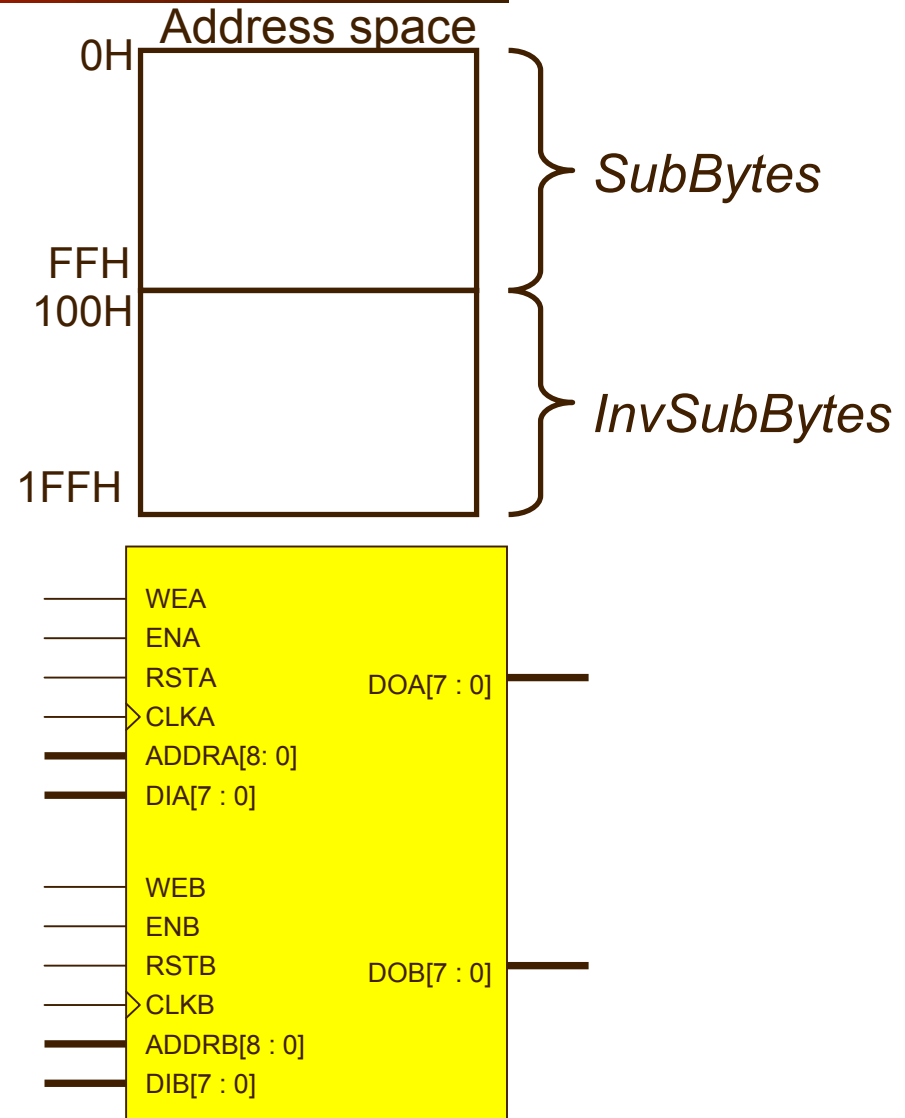 Address space
0H
SubBytes
FFH
100H
InvSubBytes
1FFH
WEA
ENA
RSTA
DOA[7 : 0]
CLKA
ADDRA[8: 0]
DIA[7 : 0]
WEB
ENB
RSTB
DOB[7 : 0]
CLKB
ADDRB[8 : 0]
DIB[7 : 0]